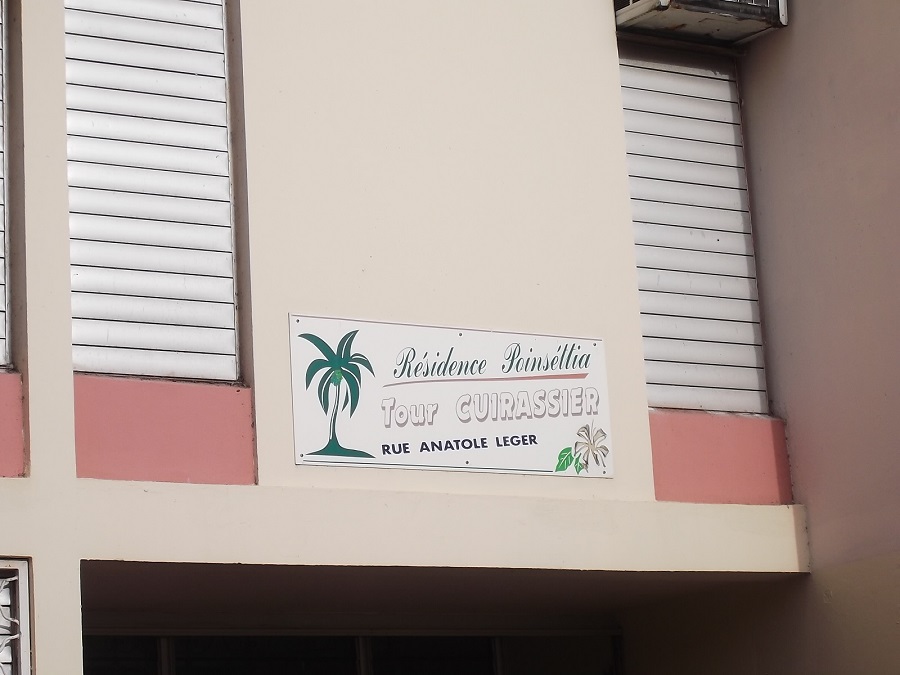 Résidence Poinséttia
Tour CUIRASSIER
RUE ANATOLE LEGER